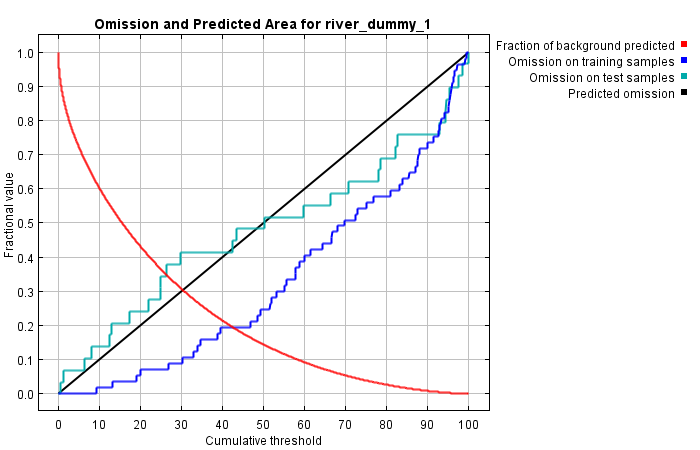 Omission and Predicted Area for river_dummy_1
Fraction of background predicted
Omission on training samples
Omission on test samples
Predicted omission
Fractional value
1.0
0.9
0.8
0.7
0.6
0.5
0.4
0.3
0.2
0.1
0.0
0 10 20 30 40 50 60 70 80 90 100
Cumulative threshold